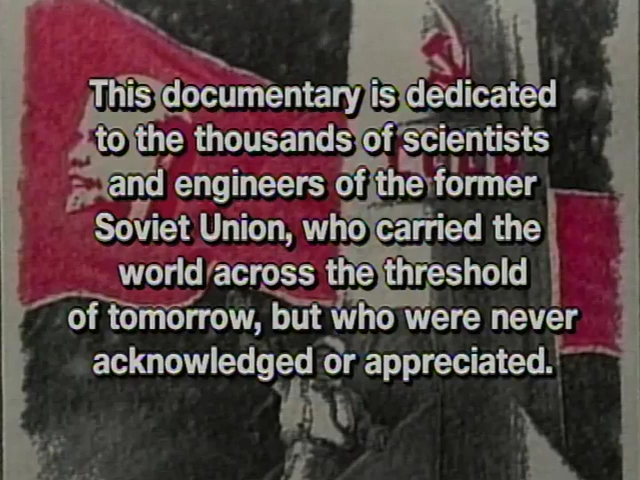 This documentary is dedicated
to the thousands of scientists
and engineers of the former
Soviet Union, who carried the
world across the threshold
of tomorrow, but who were never
acknowledged or appreciated.